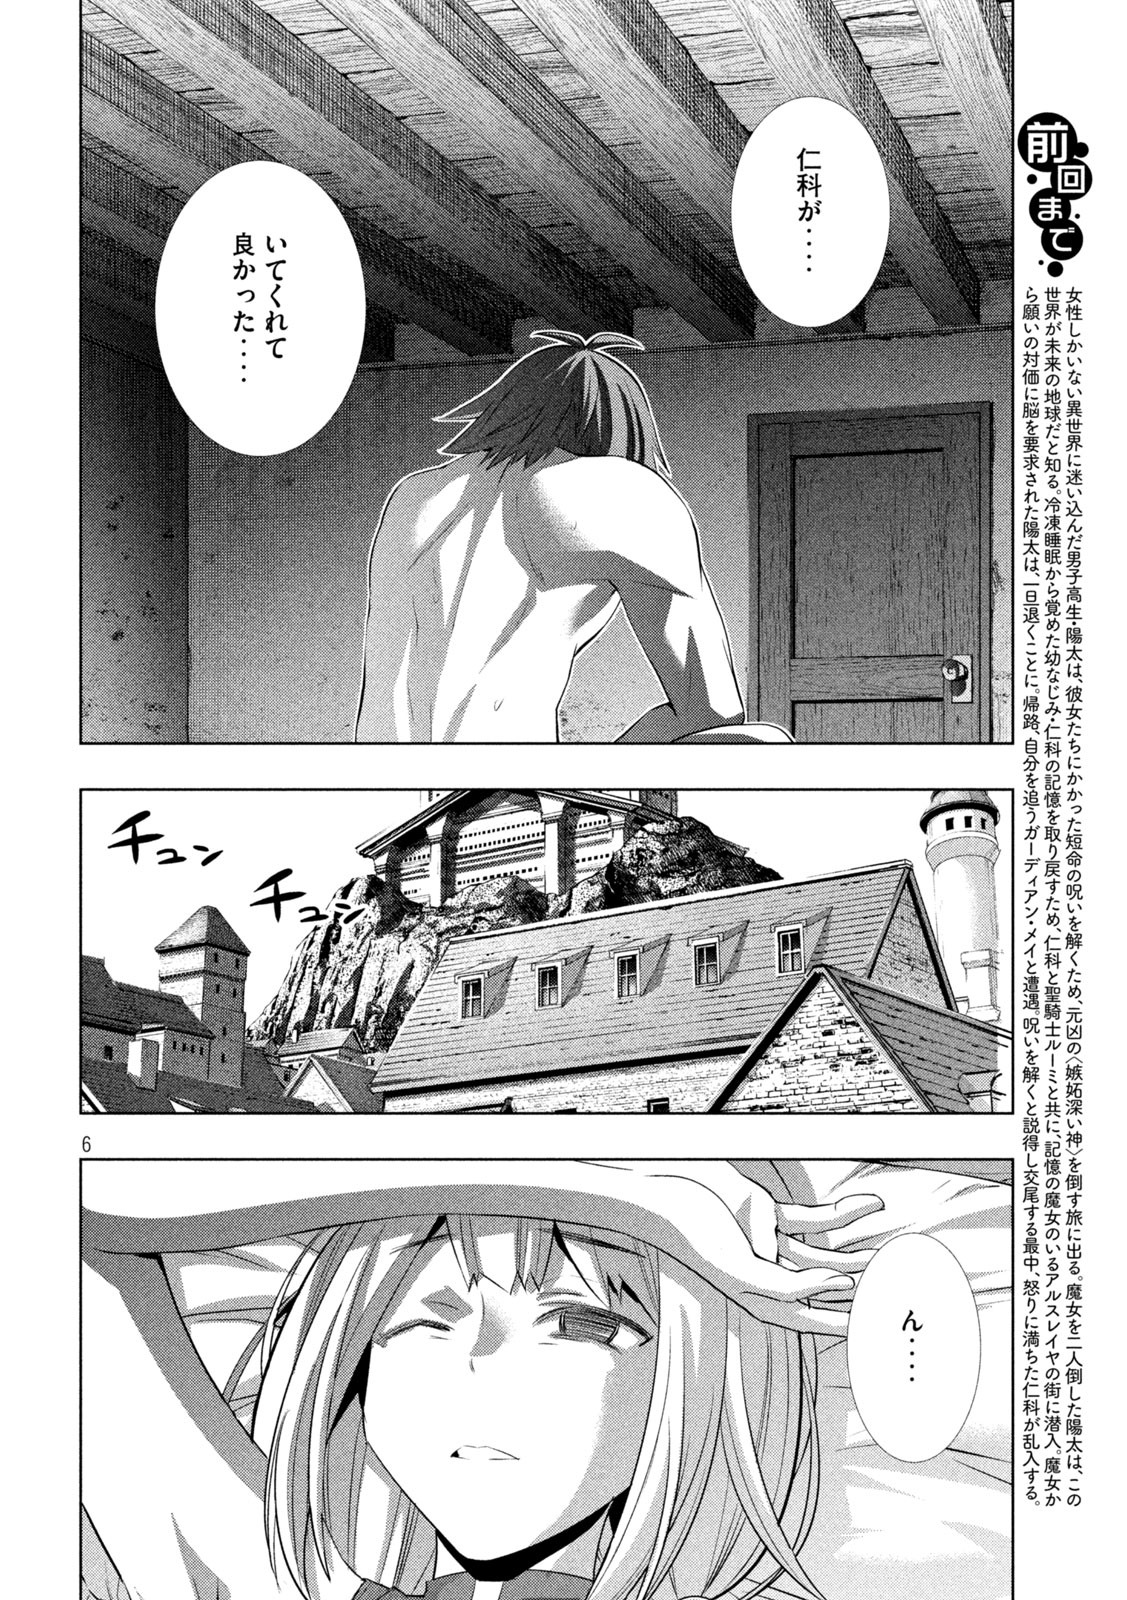 前回まで
女性しかいない異世界に迷い込んだ男子高生・陽太は、彼女たちにかかった短命の呪いを解くため、元凶の〈嫉妬深い神〉を倒す旅に出る。魔女を二人倒した陽太は、この
世界が未来の地球だと知る。冷凍睡眠から覚めた幼なじみ・仁科の記憶を取り戻すため、仁科と聖騎士ルーミと共に、記憶の魔女のいるアルスレイヤの街に潜入。魔女か
ら願いの対価に脳を要求された陽太は、一旦退くことに。帰路、自分を追うガーディアン・メイと遭遇。呪いを解くと説得し交尾する最中、怒りに満ちた仁科が乱入する。
仁科が‥‥
いてくれて
良かった‥‥
チュン
チュン
6
ん‥‥